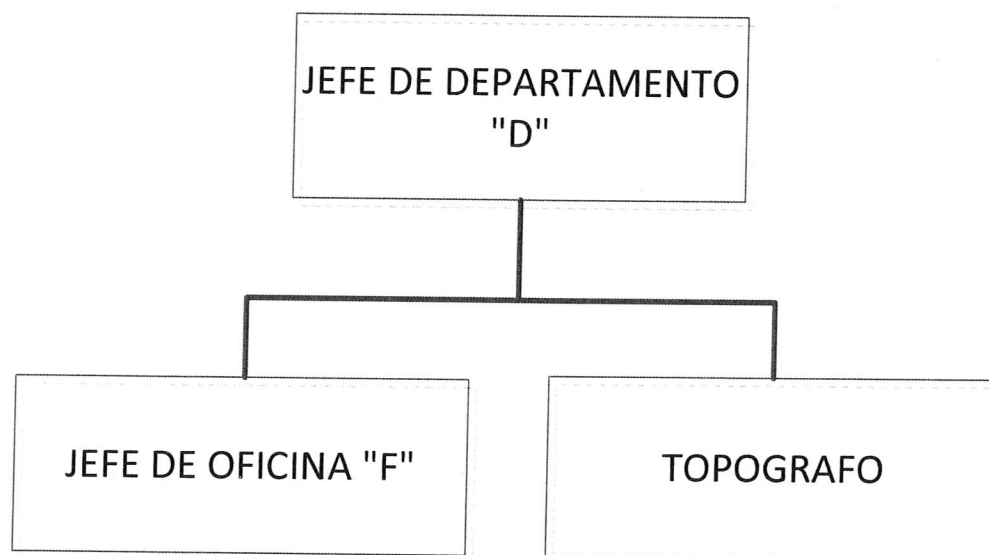 JEFE DE DEPARTAMENTO
"D"
JEFE DE OFICINA "F"
TOPOGRAFO